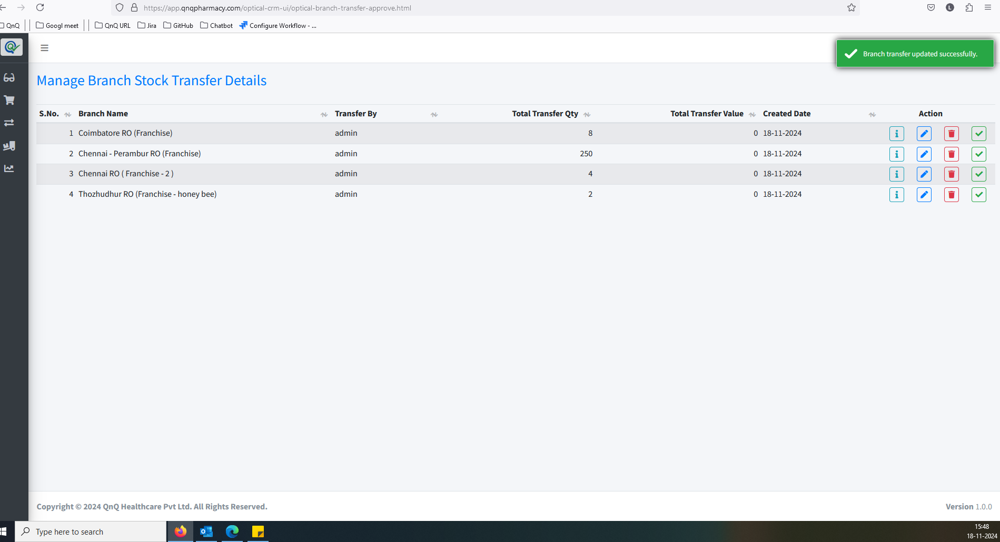 https://app.qnqpharmacy.com/optical-crm-ui/optical-branch-transfer-approve.html
L
QnQ Googl meet QnQ URL Jira GitHub Chatbot Configure Workflow - ...
Branch transfer updated successfully.
Manage Branch Stock Transfer Details
S.No. Branch Name Transfer By Total Transfer Qty Total Transfer Value Created Date Action
1 Coimbatore RO (Franchise) admin 8 0 18-11-2024
2 Chennai - Perambur RO (Franchise) admin 250 0 18-11-2024
3 Chennai RO ( Franchise - 2 ) admin 4 0 18-11-2024
4 Thozhudhur RO (Franchise - honey bee) admin 2 0 18-11-2024
Copyright © 2024 QnQ Healthcare Pvt Ltd. All Rights Reserved. Version 1.0.0
Type here to search
15:48
18-11-2024